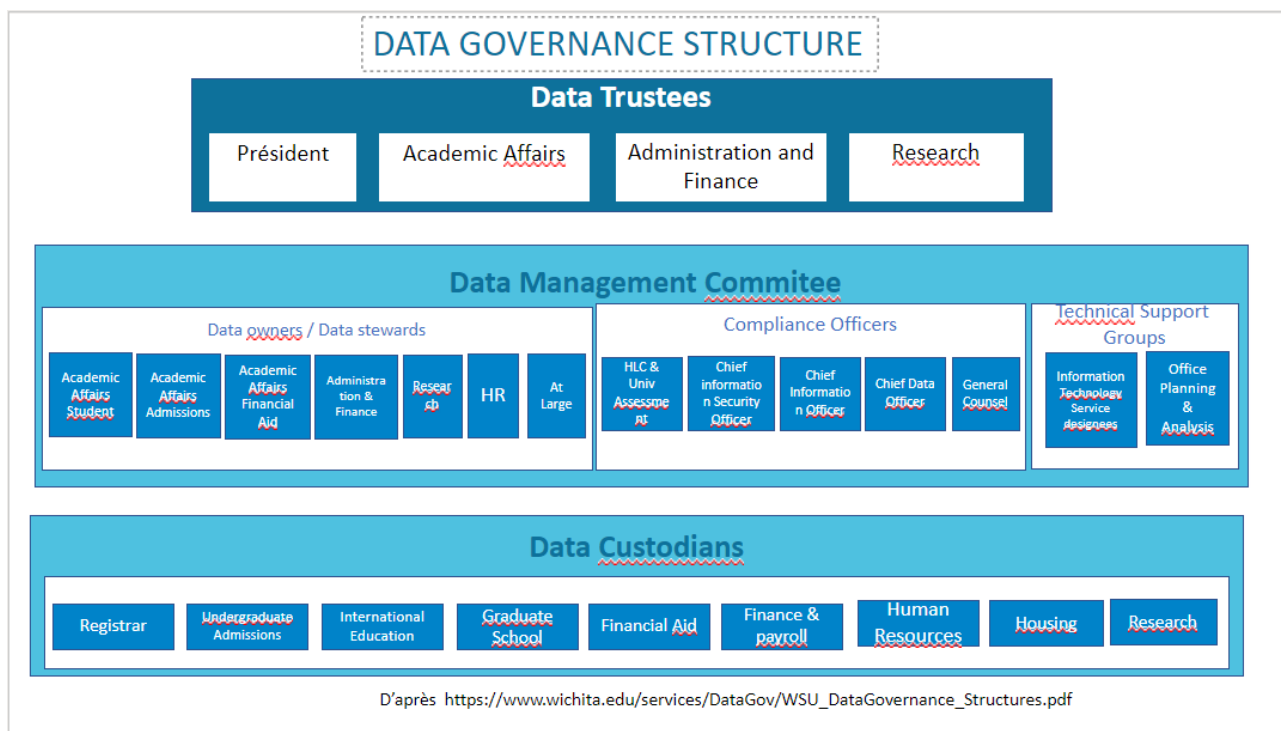 DATA GOVERNANCE STRUCTURE
Data Trustees
Président
Academic Affairs
Administration and
Finance
Research
Data Management Commitee
Data owners / Data stewards
Academic
Affairs
Student
Academic
Affairs
Admissions
Academic
Affairs
Financial
Aid
Administra
tion &
Finance
Resear
ch
HR
At
Large
Compliance Officers
HLC &
Univ
Assessme
nt
Chief
informatio
n Security
Officer
Chief
Informatio
n Officer
Chief Data
Officer
General
Counsel
Technical Support
Groups
Information
Technology
Service
designees
Office
Planning
&
Analysis
Data Custodians
Registrar
Undergraduate
Admissions
International
Education
Graduate
School
Financial Aid
Finance &
payroll
Human
Resources
Housing
Research
D'après https://www.wichita.edu/services/DataGov/WSU_DataGovernance_Structures.pdf